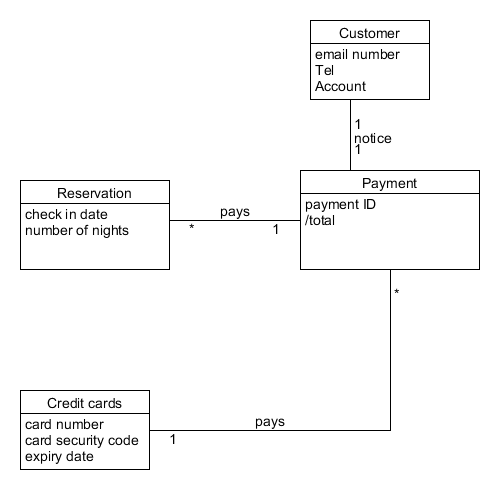 Customer
email number
Tel
Account
1
notice
1
Reservation
check in date
number of nights
pays
*
1
Payment
payment ID
/total
*
Credit cards
card number
card security code
expiry date
pays
1